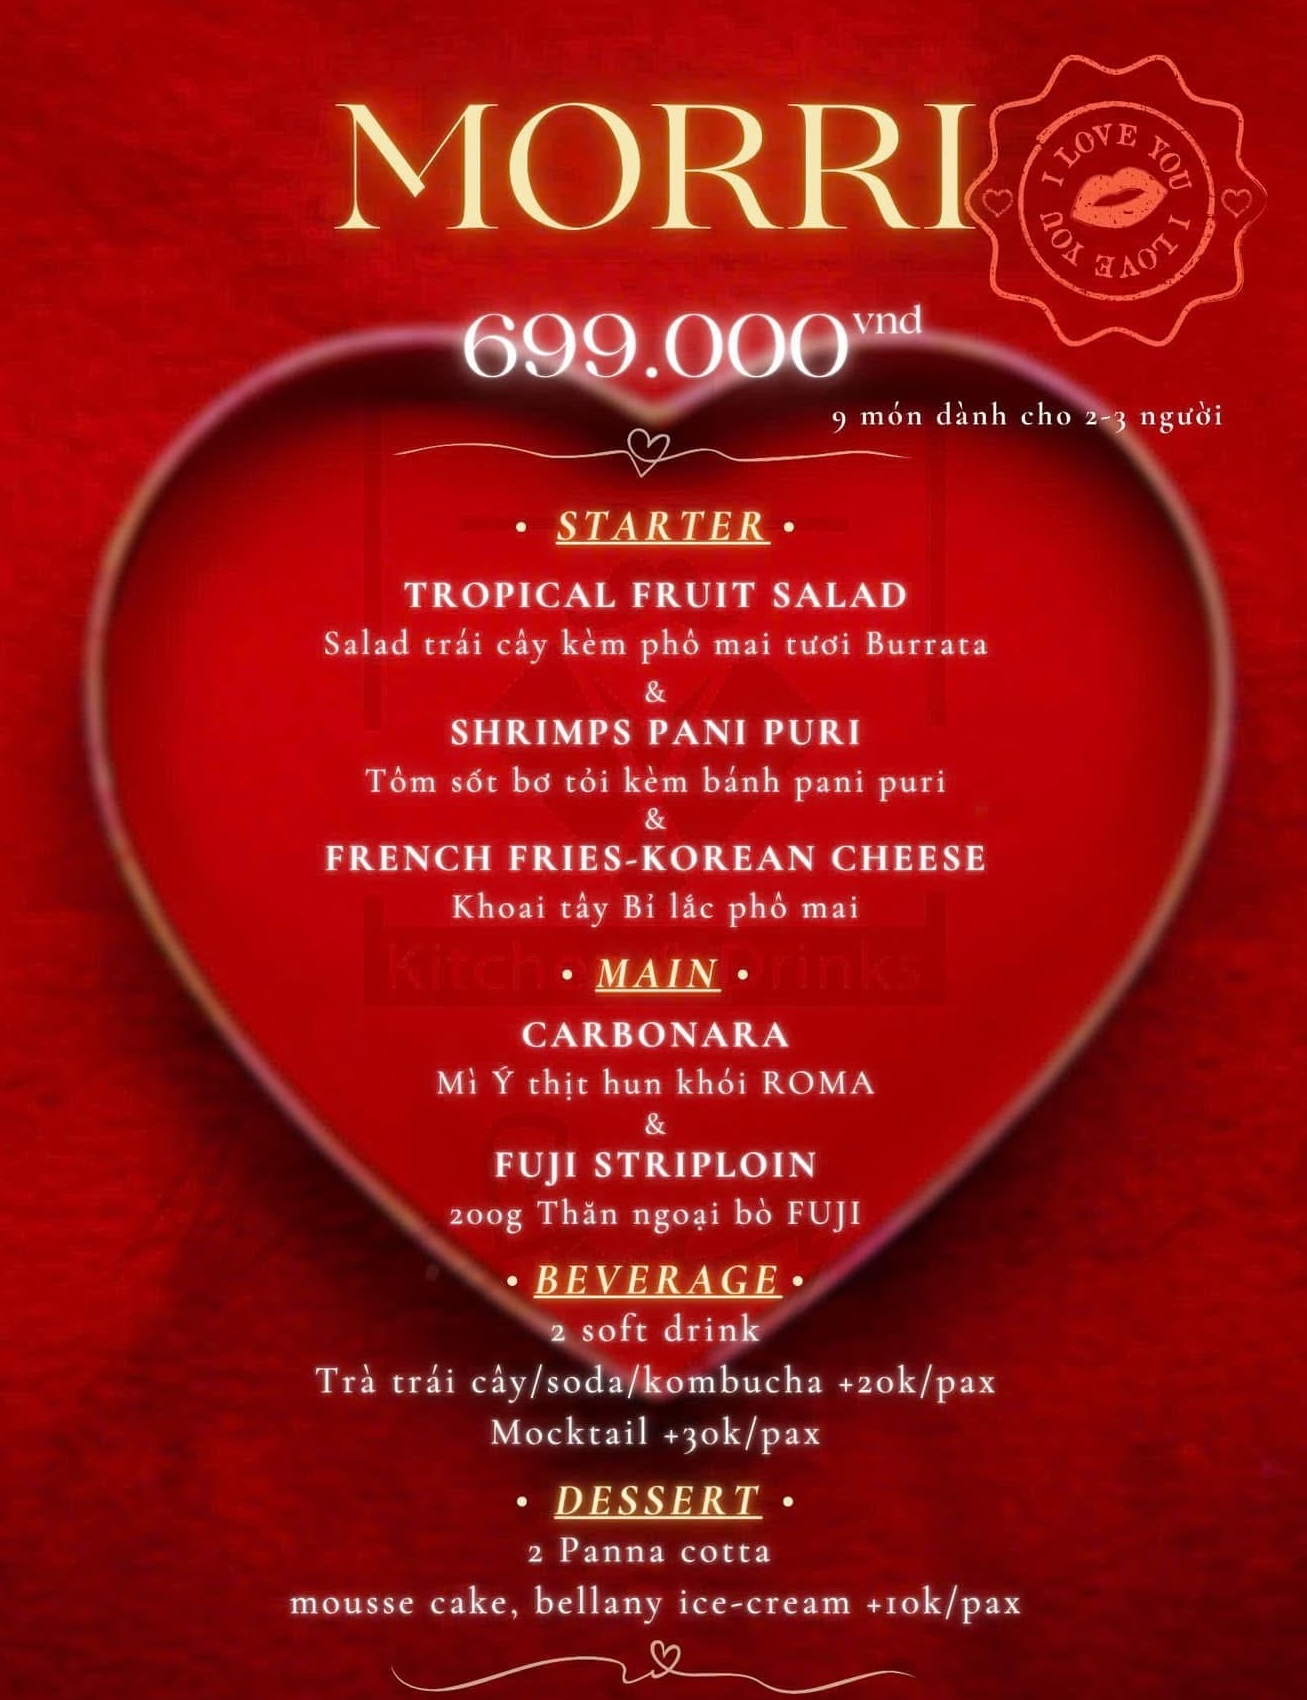 MORRI
I LOVE YOU I LOVE YOU
699.000 vnd
9 món dành cho 2-3 người
• STARTER •
TROPICAL FRUIT SALAD
Salad trái cây kèm phô mai tươi Burrata
&
SHRIMPS PANI PURI
Tôm sốt bơ tỏi kèm bánh pani puri
&
FRENCH FRIES-KOREAN CHEESE
Khoai tây Bỉ lắc phô mai
• MAIN •
CARBONARA
Mì Ý thịt hun khói ROMA
&
FUJI STRIPLOIN
200g Thăn ngoại bò FUJI
• BEVERAGE •
2 soft drink
Trà trái cây/soda/kombucha +20k/pax
Mocktail +30k/pax
• DESSERT •
2 Panna cotta
mousse cake, bellany ice-cream +10k/pax